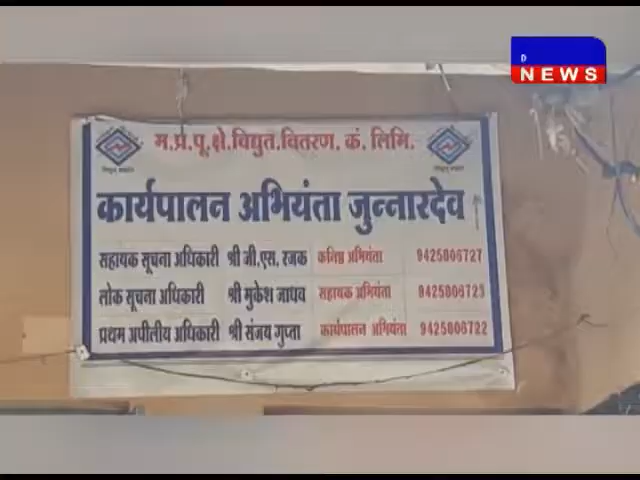 D
NEWS
म.प्र.पू.क्षे.विद्युत.वितरण. कं. लिमि.
कार्यपालन अभियंता जुन्नारदेव
सहायक सूचना अधिकारी श्री जी.एस. रजक कनिष्ठ अभियंता 9425806727
लोक सूचना अधिकारी श्री मुकेश जाधव सहायक अभियंता 9425806723
प्रथम अपीलीय अधिकारी श्री संजय गुप्ता कार्यपालन अभियंता 9425806722